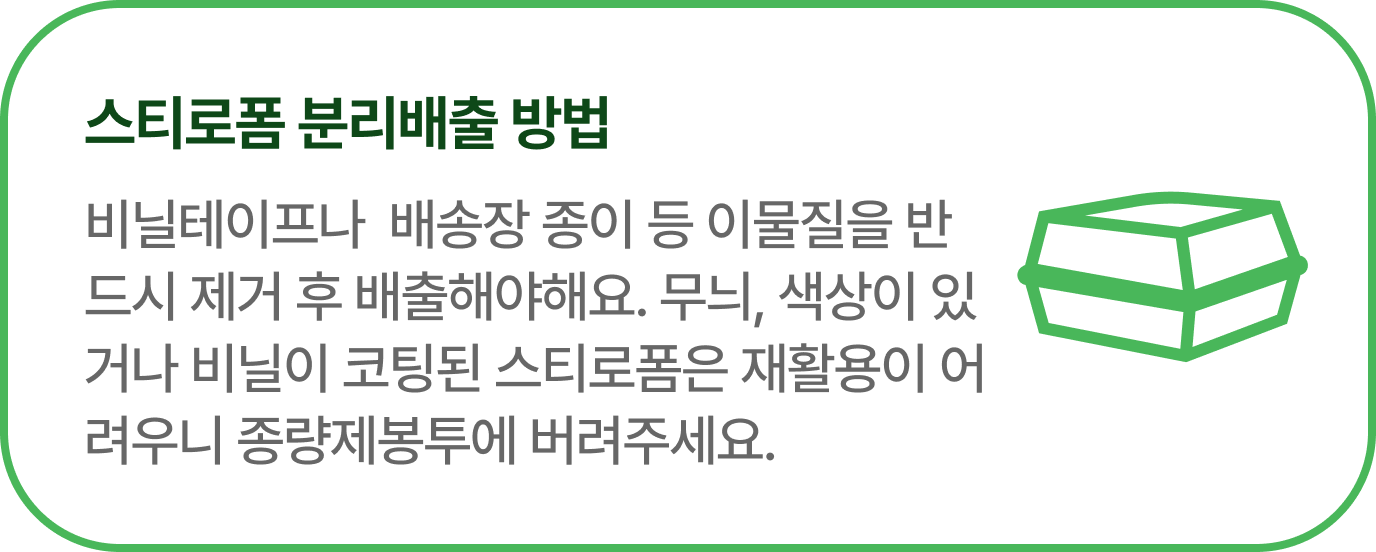 스티로폼 분리배출 방법
비닐테이프나 배송장 종이 등 이물질을 반
드시 제거 후 배출해야해요. 무늬, 색상이 있
거나 비닐이 코팅된 스티로폼은 재활용이 어
려우니 종량제봉투에 버려주세요.